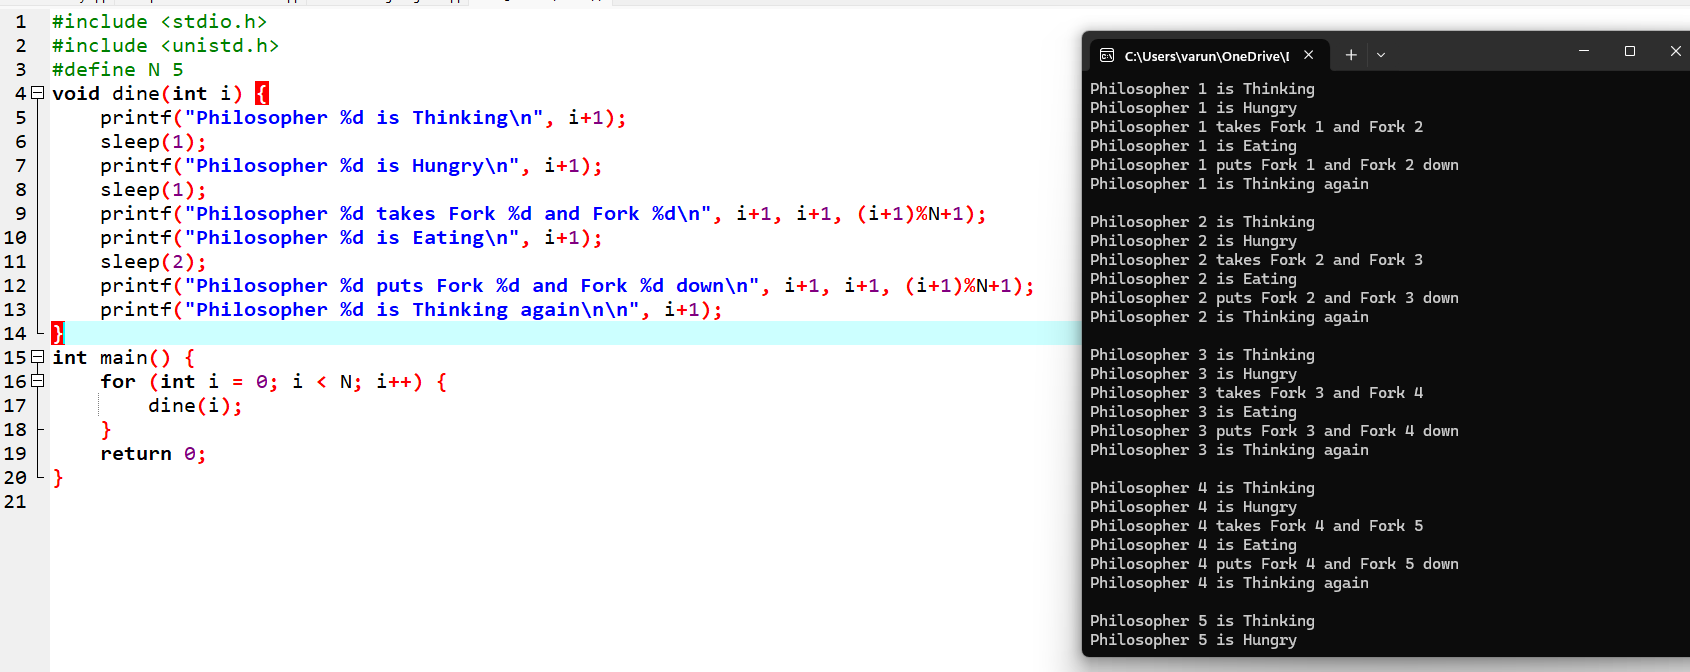 1 #include <stdio.h>
2 #include <unistd.h>
3 #define N 5
4 void dine(int i) {
5     printf("Philosopher %d is Thinking\n", i+1);
6     sleep(1);
7     printf("Philosopher %d is Hungry\n", i+1);
8     sleep(1);
9     printf("Philosopher %d takes Fork %d and Fork %d\n", i+1, i+1, (i+1)%N+1);
10     printf("Philosopher %d is Eating\n", i+1);
11     sleep(2);
12     printf("Philosopher %d puts Fork %d and Fork %d down\n", i+1, i+1, (i+1)%N+1);
13     printf("Philosopher %d is Thinking again\n\n", i+1);
14 }
15 int main() {
16     for (int i = 0; i < N; i++) {
17         dine(i);
18     }
19     return 0;
20 }
21
C:\Users\varun\OneDrive\
Philosopher 1 is Thinking
Philosopher 1 is Hungry
Philosopher 1 takes Fork 1 and Fork 2
Philosopher 1 is Eating
Philosopher 1 puts Fork 1 and Fork 2 down
Philosopher 1 is Thinking again
Philosopher 2 is Thinking
Philosopher 2 is Hungry
Philosopher 2 takes Fork 2 and Fork 3
Philosopher 2 is Eating
Philosopher 2 puts Fork 2 and Fork 3 down
Philosopher 2 is Thinking again
Philosopher 3 is Thinking
Philosopher 3 is Hungry
Philosopher 3 takes Fork 3 and Fork 4
Philosopher 3 is Eating
Philosopher 3 puts Fork 3 and Fork 4 down
Philosopher 3 is Thinking again
Philosopher 4 is Thinking
Philosopher 4 is Hungry
Philosopher 4 takes Fork 4 and Fork 5
Philosopher 4 is Eating
Philosopher 4 puts Fork 4 and Fork 5 down
Philosopher 4 is Thinking again
Philosopher 5 is Thinking
Philosopher 5 is Hungry